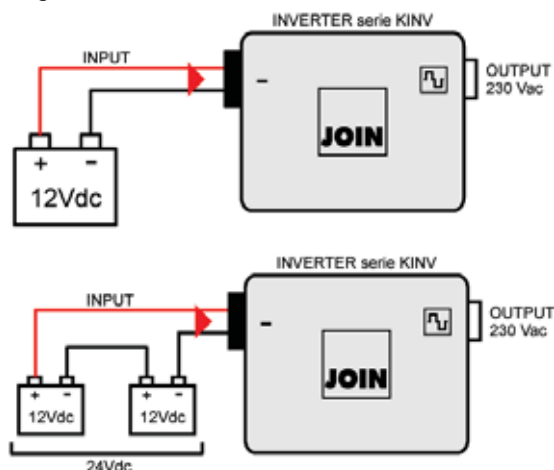 INVERTER serie KINV
INPUT
OUTPUT
230 Vac
-
JOIN
+ -
12Vdc
INVERTER serie KINV
INPUT
OUTPUT
230 Vac
-
JOIN
+ - + -
12Vdc 12Vdc
24Vdc